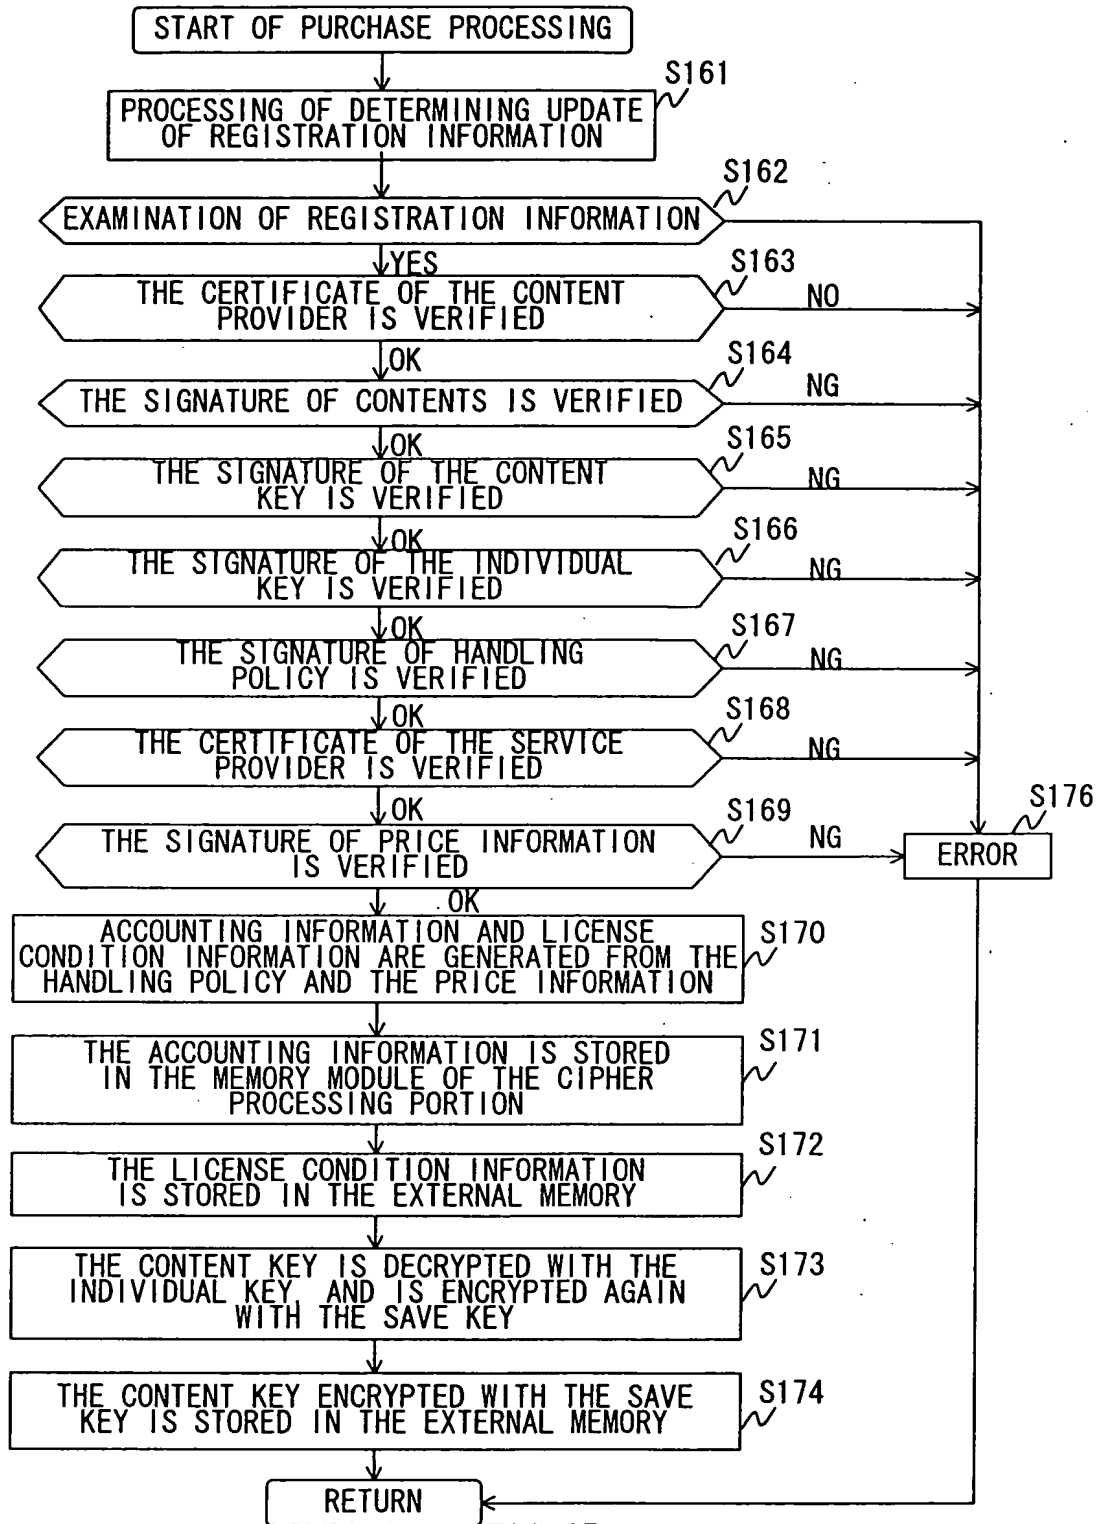 START OF PURCHASE PROCESSING
S161
PROCESSING OF DETERMINING UPDATE
OF REGISTRATION INFORMATION
S162
EXAMINATION OF REGISTRATION INFORMATION
YES
S163
THE CERTIFICATE OF THE CONTENT
PROVIDER IS VERIFIED
NO
OK
S164
THE SIGNATURE OF CONTENTS IS VERIFIED
NG
OK
S165
THE SIGNATURE OF THE CONTENT
KEY IS VERIFIED
NG
OK
S166
THE SIGNATURE OF THE INDIVIDUAL
KEY IS VERIFIED
NG
OK
S167
THE SIGNATURE OF HANDLING
POLICY IS VERIFIED
NG
OK
S168
THE CERTIFICATE OF THE SERVICE
PROVIDER IS VERIFIED
NG
OK
S169
THE SIGNATURE OF PRICE INFORMATION
IS VERIFIED
NG
S176
ERROR
OK
S170
ACCOUNTING INFORMATION AND LICENSE
CONDITION INFORMATION ARE GENERATED FROM THE
HANDLING POLICY AND THE PRICE INFORMATION
S171
THE ACCOUNTING INFORMATION IS STORED
IN THE MEMORY MODULE OF THE CIPHER
PROCESSING PORTION
S172
THE LICENSE CONDITION INFORMATION
IS STORED IN THE EXTERNAL MEMORY
S173
THE CONTENT KEY IS DECRYPTED WITH THE
INDIVIDUAL KEY, AND IS ENCRYPTED AGAIN
WITH THE SAVE KEY
S174
THE CONTENT KEY ENCRYPTED WITH THE SAVE
KEY IS STORED IN THE EXTERNAL MEMORY
RETURN